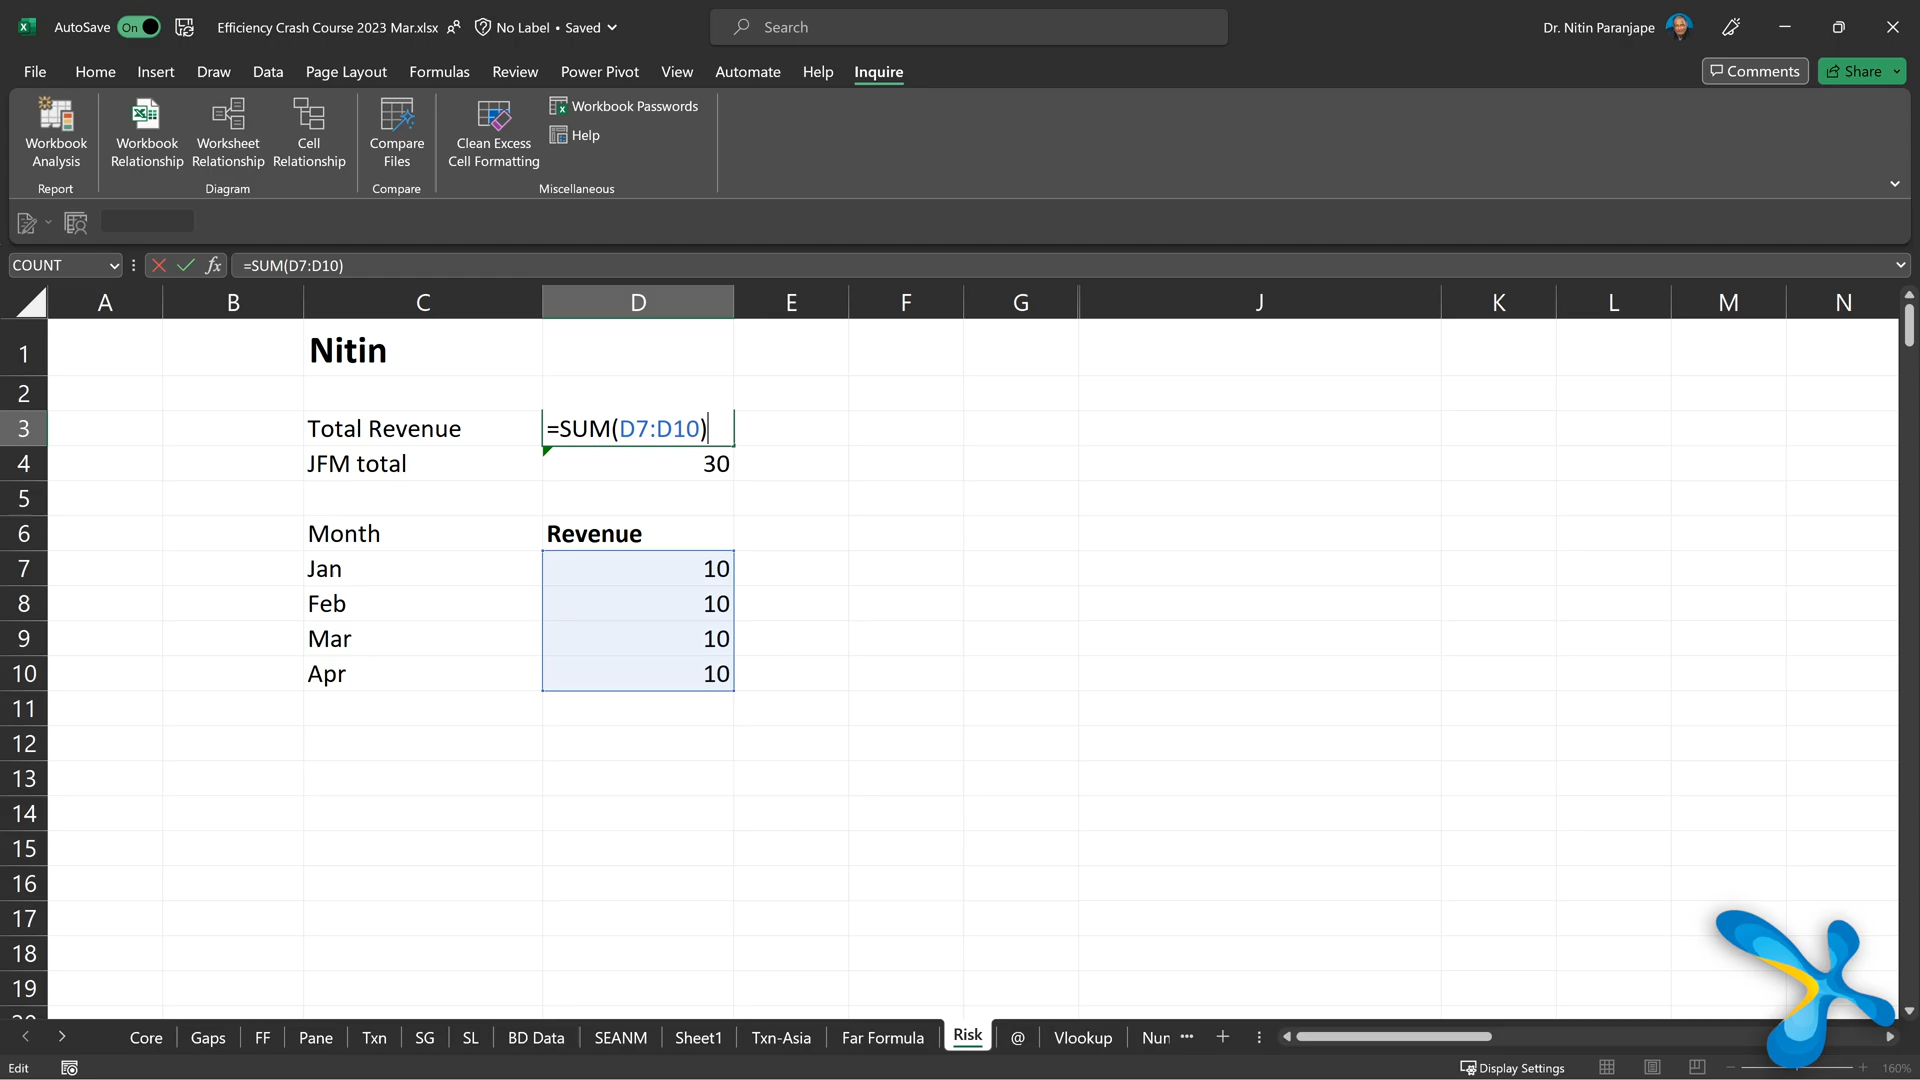 AutoSave On Efficiency Crash Course 2023 Mar.xlsx No Label • Saved Search Dr. Nitin Paranjape
File Home Insert Draw Data Page Layout Formulas Review Power Pivot View Automate Help Inquire Comments Share
Workbook Analysis
Workbook Relationship
Worksheet Relationship
Cell Relationship
Compare Files
Clean Excess Cell Formatting
Workbook Passwords
Help
Report Diagram Compare Miscellaneous
COUNT fx =SUM(D7:D10)
A B C D E F G J K L M N
1 Nitin
2
3 Total Revenue =SUM(D7:D10)
4 JFM total 30
5
6 Month Revenue
7 Jan 10
8 Feb 10
9 Mar 10
10 Apr 10
11
12
13
14
15
16
17
18
19
Core Gaps FF Pane Txn SG SL BD Data SEANM Sheet1 Txn-Asia Far Formula Risk @ Vlookup Nun
Edit Display Settings 160%